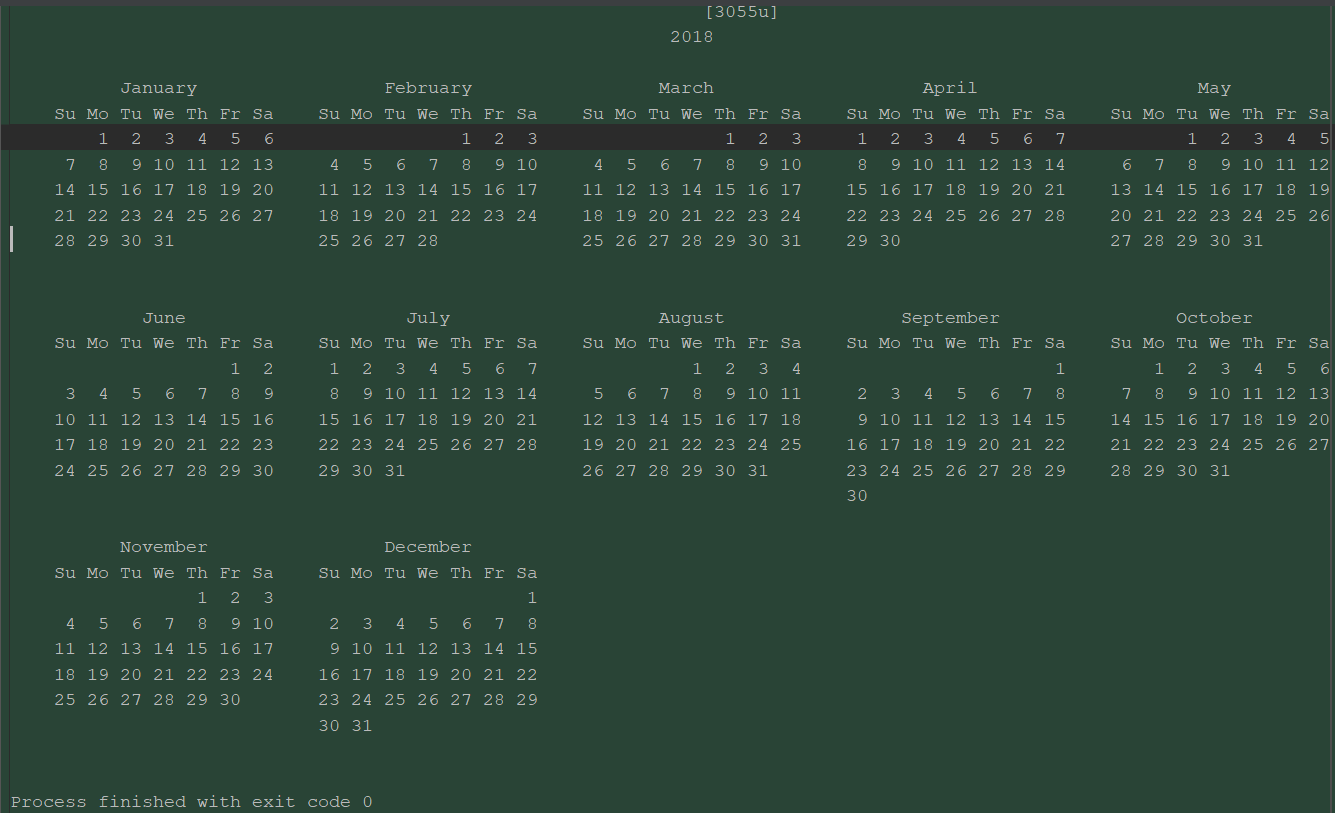 [3055u]
2018
January February March April May
Su Mo Tu We Th Fr Sa Su Mo Tu We Th Fr Sa Su Mo Tu We Th Fr Sa Su Mo Tu We Th Fr Sa Su Mo Tu We Th Fr Sa
1 2 3 4 5 6 1 2 3 1 2 3 1 2 3 4 5 6 7 1 2 3 4 5
7 8 9 10 11 12 13 4 5 6 7 8 9 10 4 5 6 7 8 9 10 8 9 10 11 12 13 14 6 7 8 9 10 11 12
14 15 16 17 18 19 20 11 12 13 14 15 16 17 11 12 13 14 15 16 17 15 16 17 18 19 20 21 13 14 15 16 17 18 19
21 22 23 24 25 26 27 18 19 20 21 22 23 24 18 19 20 21 22 23 24 22 23 24 25 26 27 28 20 21 22 23 24 25 26
28 29 30 31 25 26 27 28 25 26 27 28 29 30 31 29 30 27 28 29 30 31
June July August September October
Su Mo Tu We Th Fr Sa Su Mo Tu We Th Fr Sa Su Mo Tu We Th Fr Sa Su Mo Tu We Th Fr Sa Su Mo Tu We Th Fr Sa
1 2 1 2 3 4 5 6 7 1 2 3 4 1 1 2 3 4 5 6
3 4 5 6 7 8 9 8 9 10 11 12 13 14 5 6 7 8 9 10 11 2 3 4 5 6 7 8 7 8 9 10 11 12 13
10 11 12 13 14 15 16 15 16 17 18 19 20 21 12 13 14 15 16 17 18 9 10 11 12 13 14 15 14 15 16 17 18 19 20
17 18 19 20 21 22 23 22 23 24 25 26 27 28 19 20 21 22 23 24 25 16 17 18 19 20 21 22 21 22 23 24 25 26 27
24 25 26 27 28 29 30 29 30 31 26 27 28 29 30 31 23 24 25 26 27 28 29 28 29 30 31
30
November December
Su Mo Tu We Th Fr Sa Su Mo Tu We Th Fr Sa
1 2 3 1
4 5 6 7 8 9 10 2 3 4 5 6 7 8
11 12 13 14 15 16 17 9 10 11 12 13 14 15
18 19 20 21 22 23 24 16 17 18 19 20 21 22
25 26 27 28 29 30 23 24 25 26 27 28 29
30 31
Process finished with exit code 0